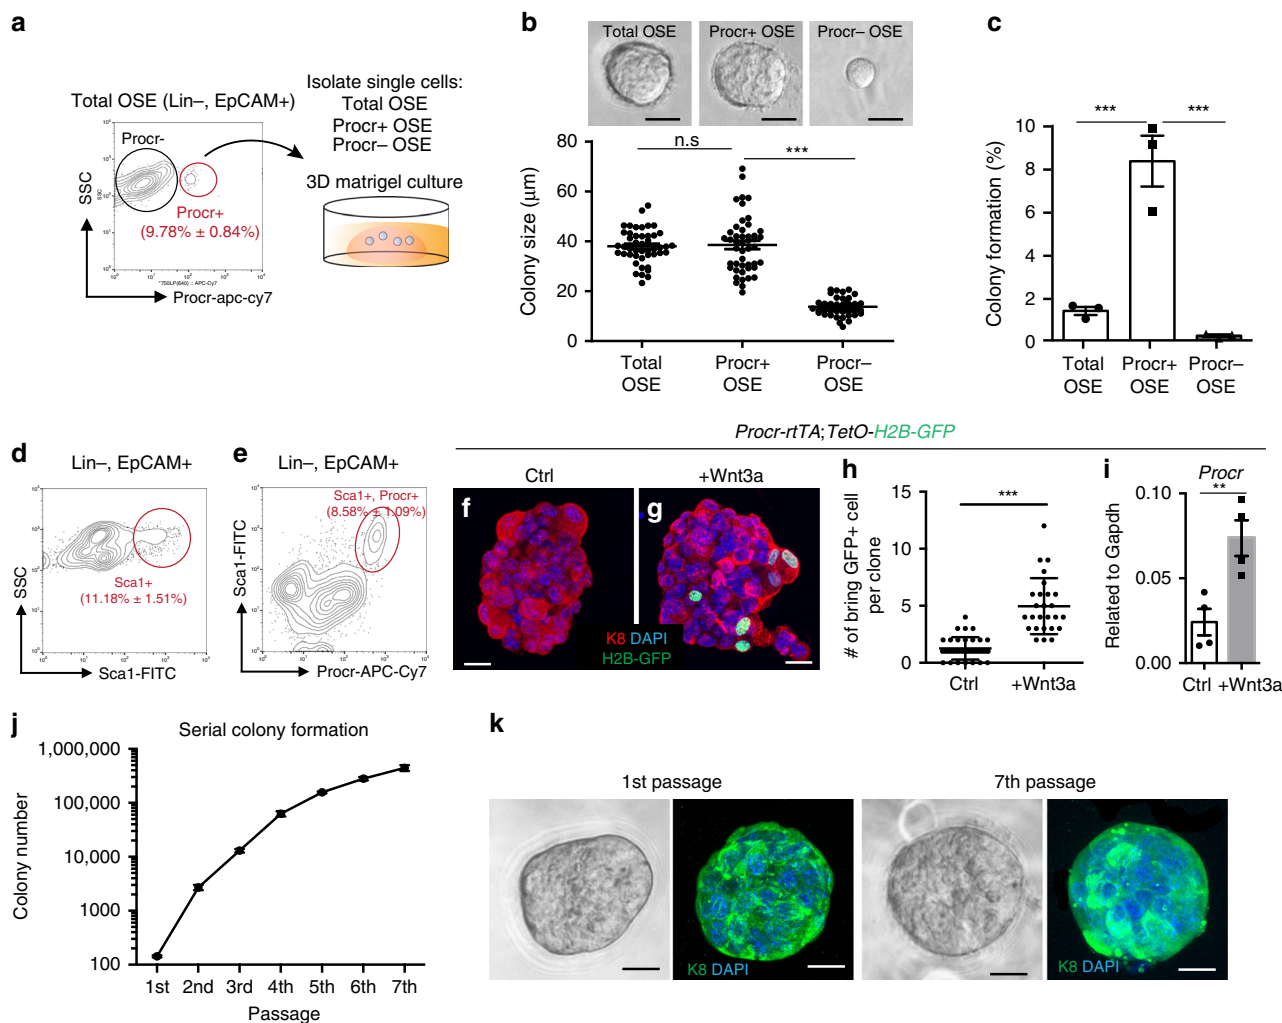 a
Total OSE (Lin–, EpCAM+)
Procr-
SSC
SSC
Procr+
(9.78% ± 0.84%)
*750LP(640) :: APC-Cy7
Procr-apc-cy7
Isolate single cells:
Total OSE
Procr+ OSE
Procr– OSE
3D matrigel culture
b
Total OSE
Procr+ OSE
Procr– OSE
n.s
***
Colony size (μm)
80
60
40
20
0
Total OSE
Procr+ OSE
Procr– OSE
c
***
***
Colony formation (%)
10
8
6
4
2
0
Total OSE
Procr+ OSE
Procr– OSE
d
Lin–, EpCAM+
SSC
Sca1+
(11.18% ± 1.51%)
Sca1-FITC
e
Lin–, EpCAM+
Sca1+, Procr+
(8.58% ± 1.09%)
Sca1-FITC
Procr-APC-Cy7
Procr-rtTA;TetO-H2B-GFP
Ctrl
+Wnt3a
f
g
K8 DAPI
H2B-GFP
h
***
# of bring GFP+ cell
per clone
15
10
5
0
Ctrl
+Wnt3a
i
Procr
**
Related to Gapdh
0.10
0.05
0.00
Ctrl
+Wnt3a
j
Serial colony formation
Colony number
1,000,000
100,000
10,000
1000
100
1st 2nd 3rd 4th 5th 6th 7th
Passage
k
1st passage
7th passage
K8 DAPI
K8 DAPI